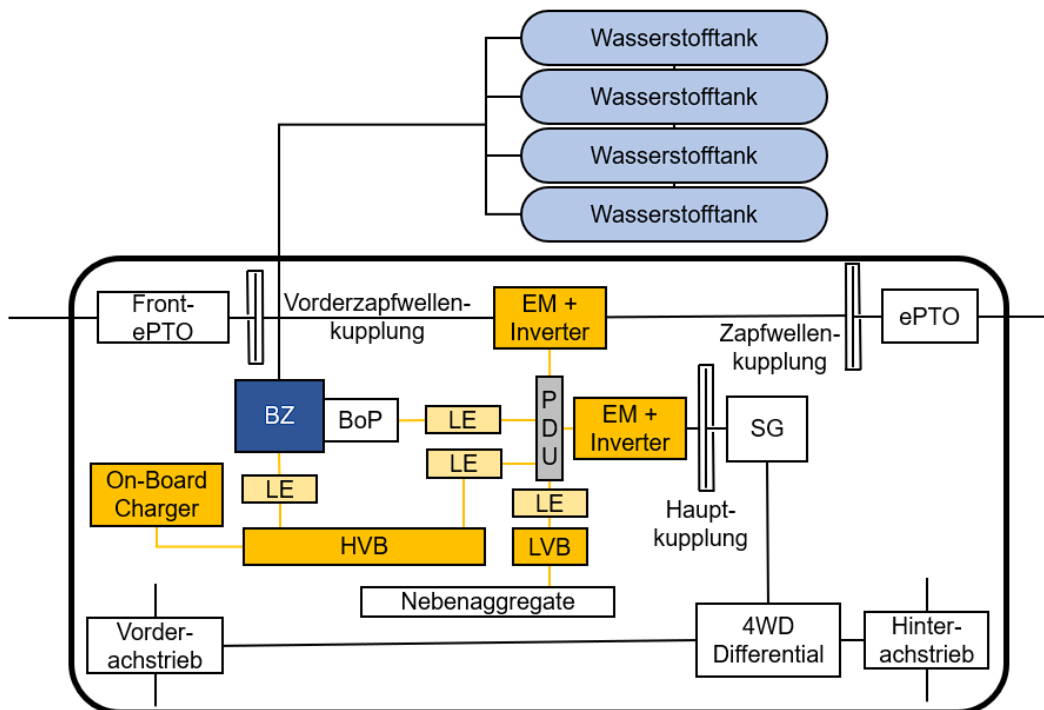 Wasserstofftank
Wasserstofftank
Wasserstofftank
Wasserstofftank
Front-
ePTO
Vorderzapfwellen-
kupplung
EM +
Inverter
Zapfwellen-
kupplung
ePTO
BZ
BoP
LE
P
D
U
EM +
Inverter
SG
LE
On-Board
Charger
LE
LE
Haupt-
kupplung
HVB
LVB
Nebenaggregate
Vorder-
achstrieb
4WD
Differential
Hinter-
achstrieb